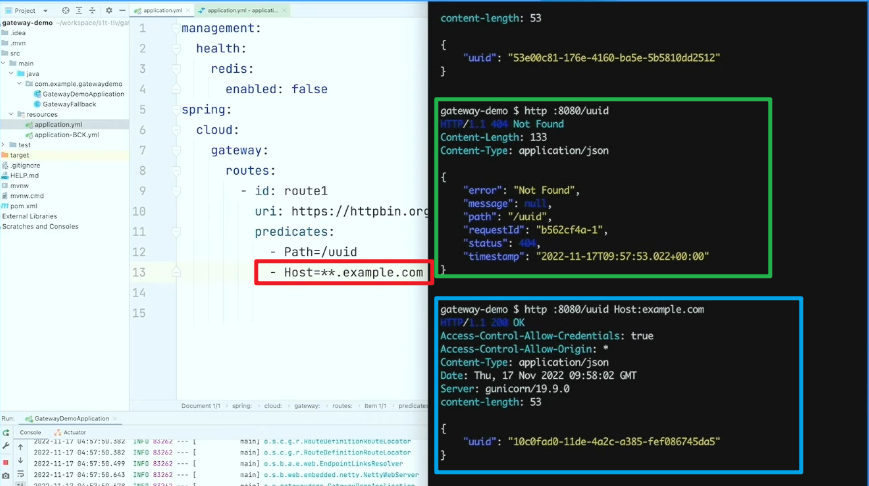 Project
gateway-demo ~/workspace/s1t-tlv/gat
.idea
.mvn
src
main
java
com.example.gatewaydemo
GatewayDemoApplication
GatewayFallback
resources
application.yml
application-BCK.yml
test
target
.gitignore
HELP.md
mvnw
mvnw.cmd
pom.xml
External Libraries
Scratches and Consoles
application.yml
application.yml - applicati...
1 management:
2 health:
3 redis:
4 enabled: false
5 spring:
6 cloud:
7 gateway:
8 routes:
9 - id: route1
10 uri: https://httpbin.org
11 predicates:
12 - Path=/uuid
13 - Host=**.example.com
14
15
Document 1/1 spring: cloud: gateway: routes: Item 1/1 predicates
Run: GatewayDemoApplication
Console Actuator
2022-11-17 04:57:50.382 INFO 83262 --- [ main] o.s.c.g.r.RouteDefinitionRouteLocator
2022-11-17 04:57:50.382 INFO 83262 --- [ main] o.s.c.g.r.RouteDefinitionRouteLocator
2022-11-17 04:57:50.499 INFO 83262 --- [ main] o.s.b.a.e.web.EndpointLinksResolver
2022-11-17 04:57:50.643 INFO 83262 --- [ main] o.s.b.web.embedded.netty.NettyWebServer
content-length: 53
{
"uuid": "53e00c81-176e-4160-ba5e-5b5810dd2512"
}
gateway-demo $ http :8080/uuid
HTTP/1.1 404 Not Found
Content-Length: 133
Content-Type: application/json
{
"error": "Not Found",
"message": null,
"path": "/uuid",
"requestId": "b562cf4a-1",
"status": 404,
"timestamp": "2022-11-17T09:57:53.022+00:00"
}
gateway-demo $ http :8080/uuid Host:example.com
HTTP/1.1 200 OK
Access-Control-Allow-Credentials: true
Access-Control-Allow-Origin: *
Content-Type: application/json
Date: Thu, 17 Nov 2022 09:58:02 GMT
Server: gunicorn/19.9.0
content-length: 53
{
"uuid": "10c0fad0-11de-4a2c-a385-fef086745da5"
}